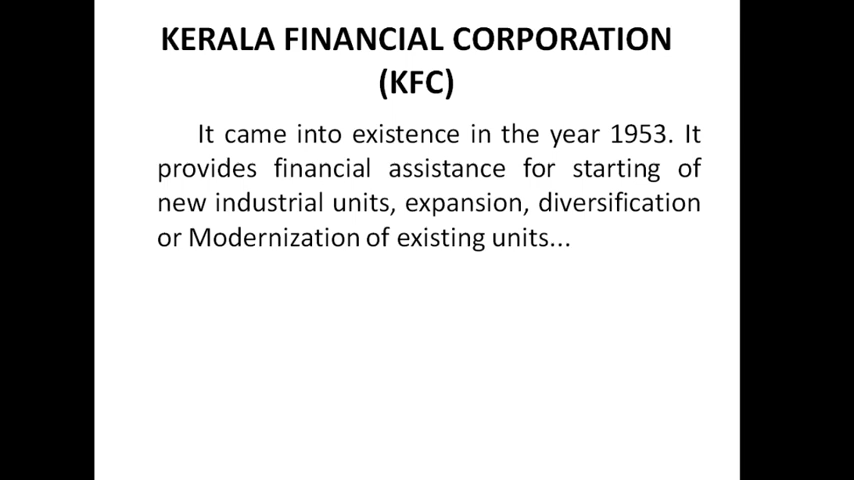 KERALA FINANCIAL CORPORATION
(KFC)
It came into existence in the year 1953. It
provides financial assistance for starting of
new industrial units, expansion, diversification
or Modernization of existing units...